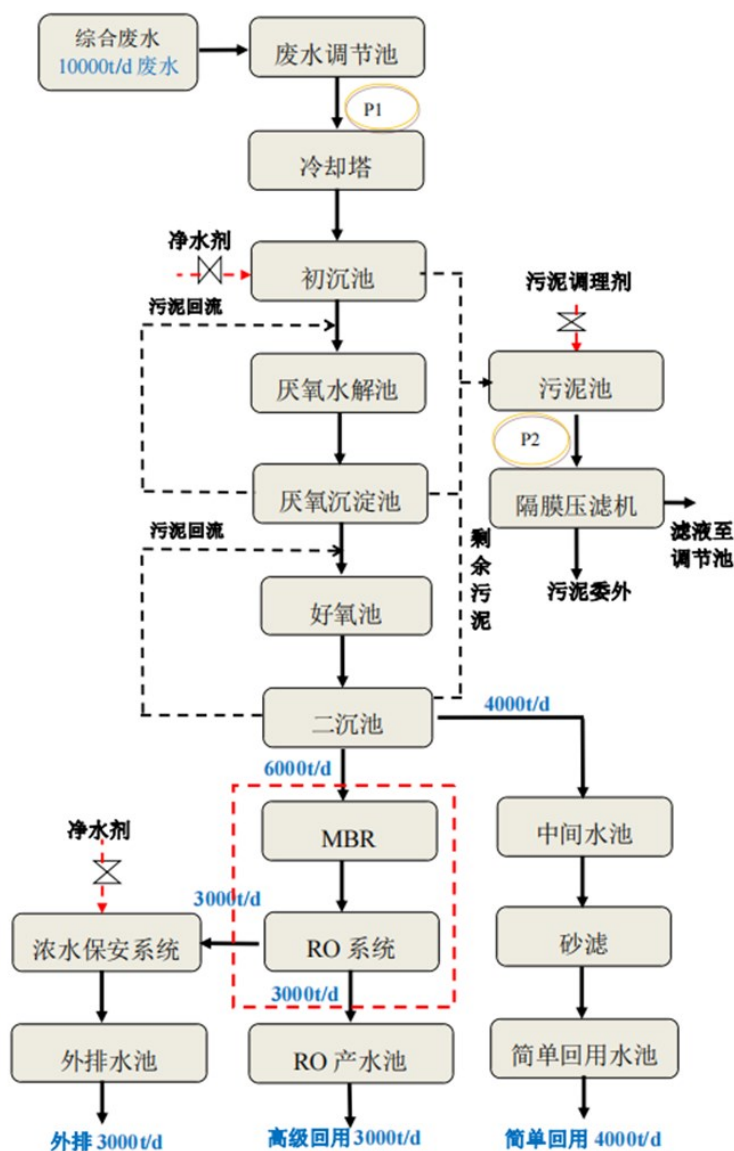 综合废水
10000t/d 废水
废水调节池
P1
冷却塔
净水剂
初沉池
污泥回流
污泥调理剂
厌氧水解池
污泥池
P2
厌氧沉淀池
隔膜压滤机
污泥回流
剩余污泥
滤液至
调节池
污泥委外
好氧池
二沉池
4000t/d
6000t/d
净水剂
MBR
中间水池
3000t/d
浓水保安系统
RO 系统
砂滤
3000t/d
外排水池
RO 产水池
简单回用水池
外排 3000t/d
高级回用 3000t/d
简单回用 4000t/d